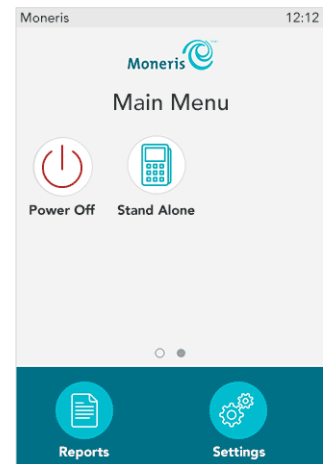 Moneris 12:12
Moneris
Main Menu
Power Off Stand Alone
Reports Settings